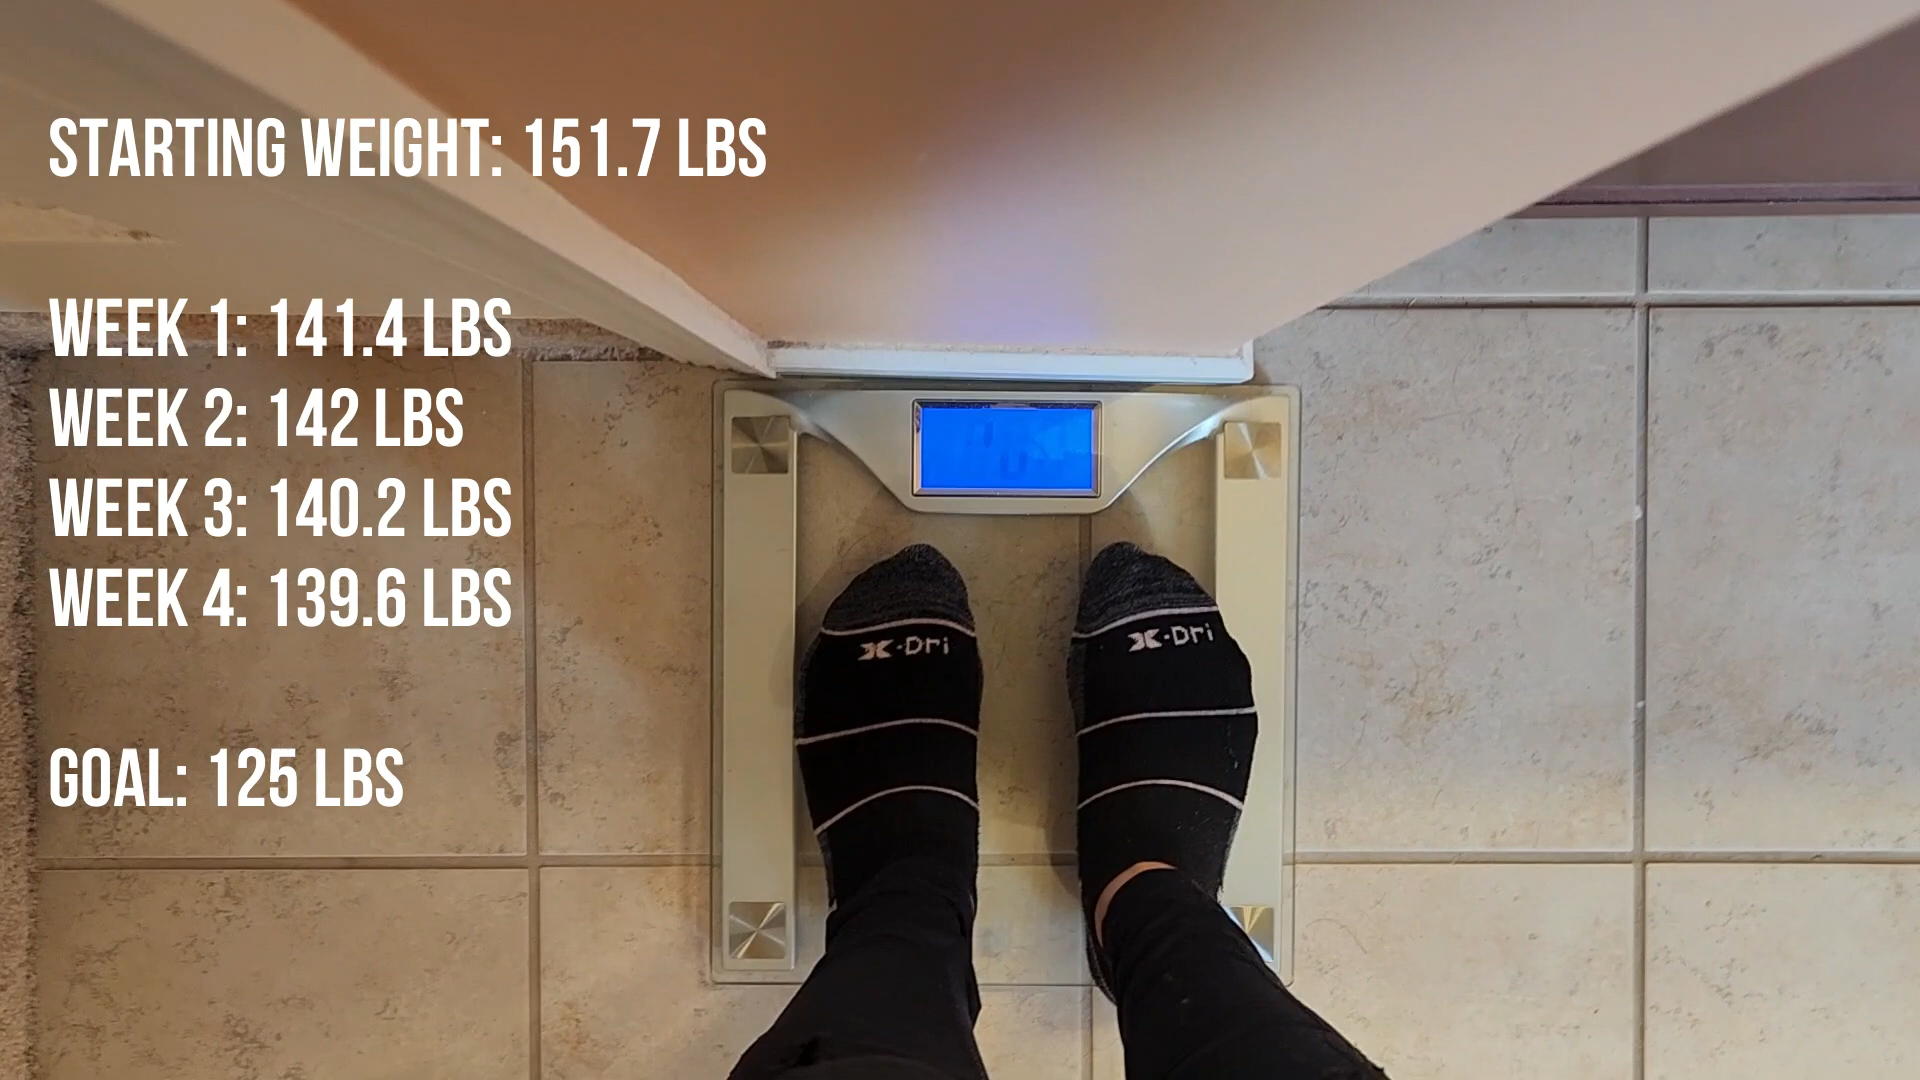 STARTING WEIGHT: 151.7 LBS
WEEK 1: 141.4 LBS
WEEK 2: 142 LBS
WEEK 3: 140.2 LBS
WEEK 4: 139.6 LBS
GOAL: 125 LBS
X-Dri X-Dri